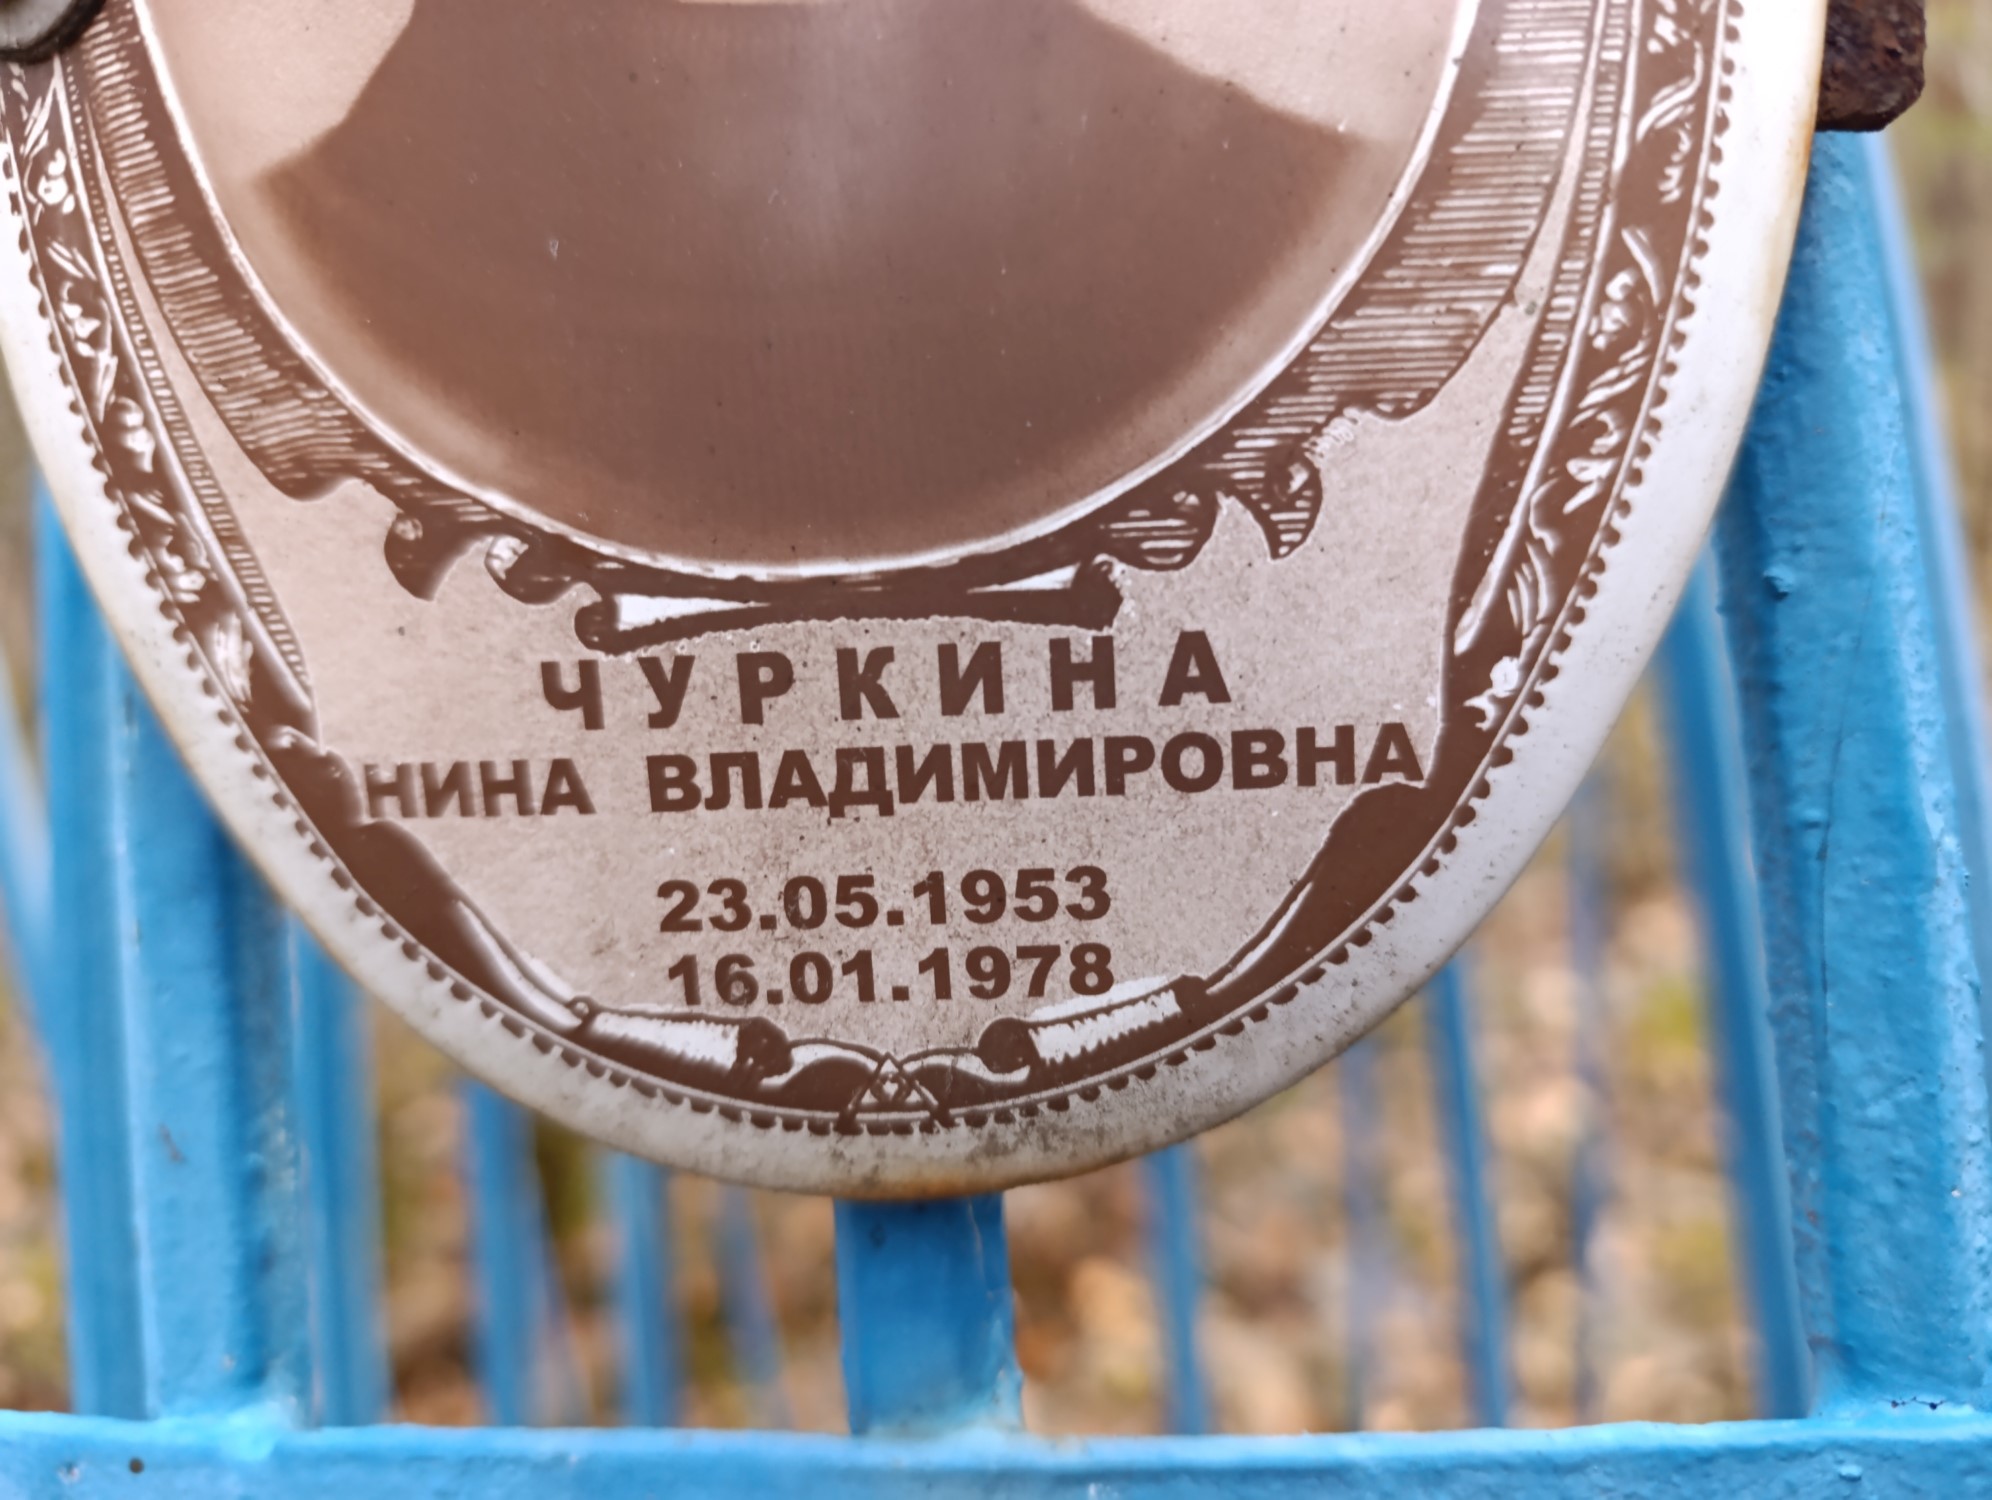 ЧУРКИНА
НИНА ВЛАДИМИРОВНА
23.05.1953
16.01.1978